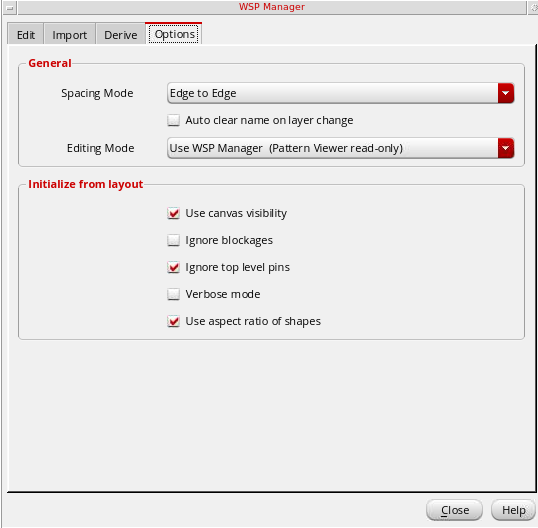 WSP Manager
Edit Import Derive Options
General
Spacing Mode Edge to Edge
Auto clear name on layer change
Editing Mode Use WSP Manager (Pattern Viewer read-only)
Initialize from layout
Use canvas visibility
Ignore blockages
Ignore top level pins
Verbose mode
Use aspect ratio of shapes
Close Help